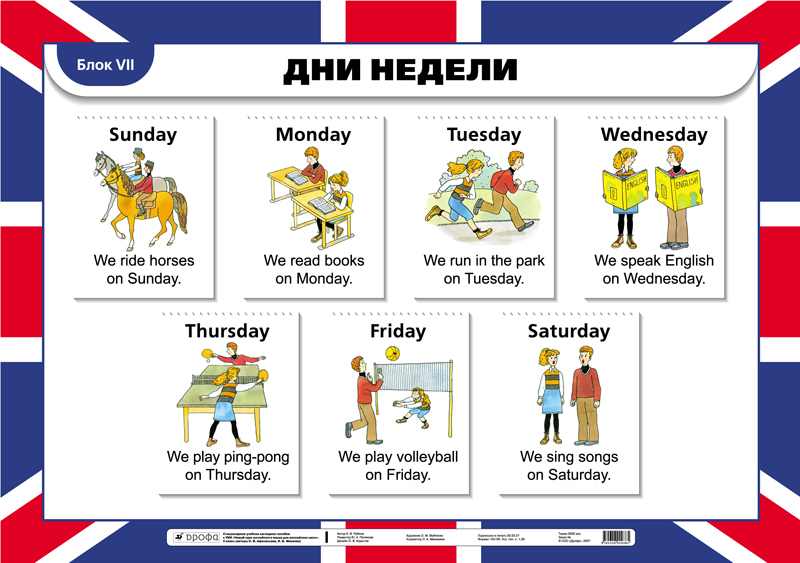 Блок VII
ДНИ НЕДЕЛИ
Sunday
We ride horses
on Sunday.
Monday
We read books
on Monday.
Tuesday
We run in the park
on Tuesday.
Wednesday
ENGLISH
ENGLISH
We speak English
on Wednesday.
Thursday
We play ping-pong
on Thursday.
Friday
We play volleyball
on Friday.
Saturday
We sing songs
on Saturday.
дрофа